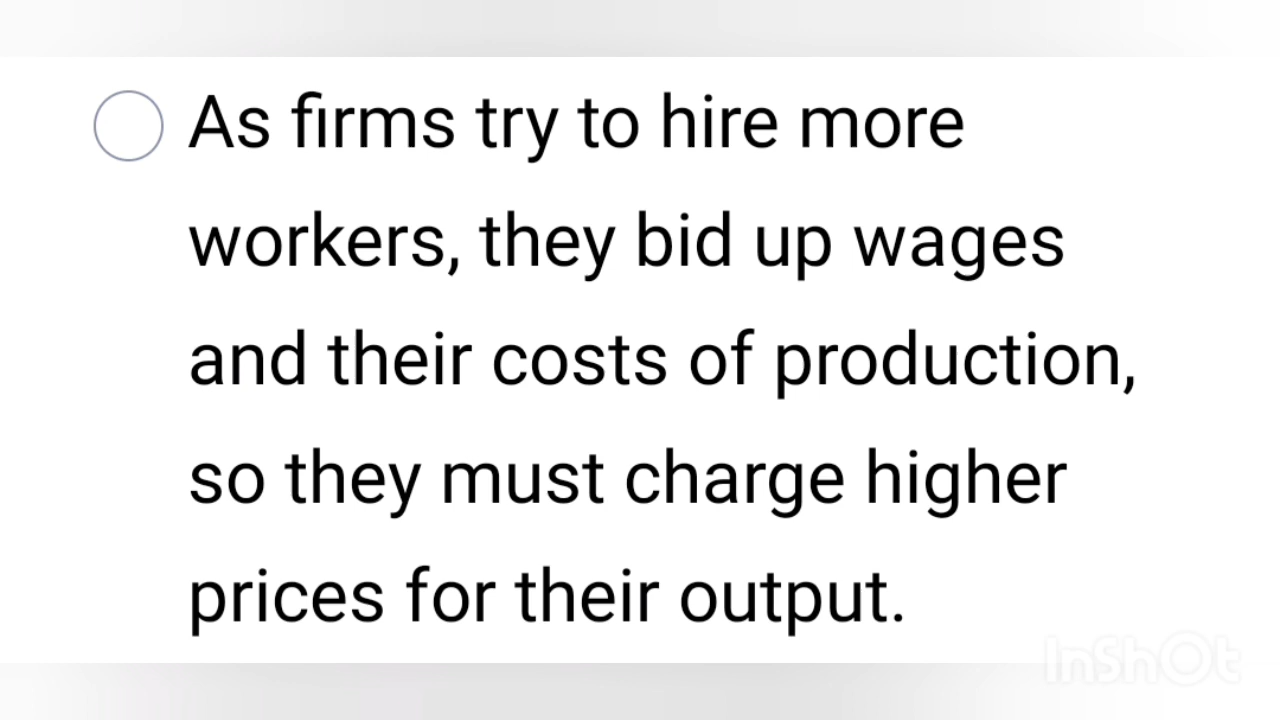 As firms try to hire more
workers, they bid up wages
and their costs of production,
so they must charge higher
prices for their output.
InShOt